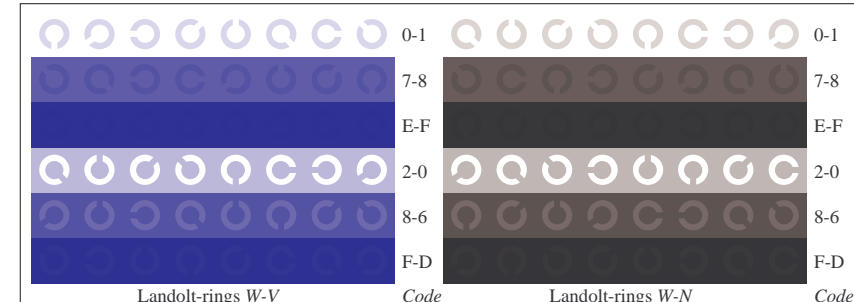 0-1 0-1
7-8 7-8
E-F E-F
2-0 2-0
8-6 8-6
F-D F-D
Landolt-rings W-V Code Landolt-rings W-N Code